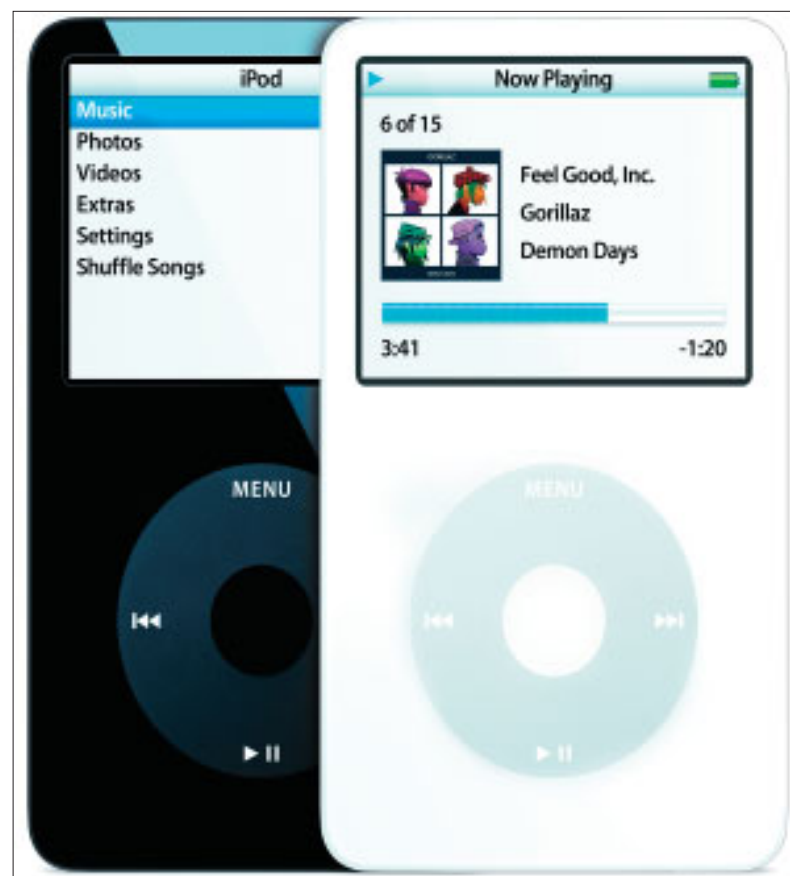 iPod
Music
Photos
Videos
Extras
Settings
Shuffle Songs
MENU
Now Playing
6 of 15
GORILLAZ
Feel Good, Inc.
Gorillaz
Demon Days
3:41 -1:20
MENU